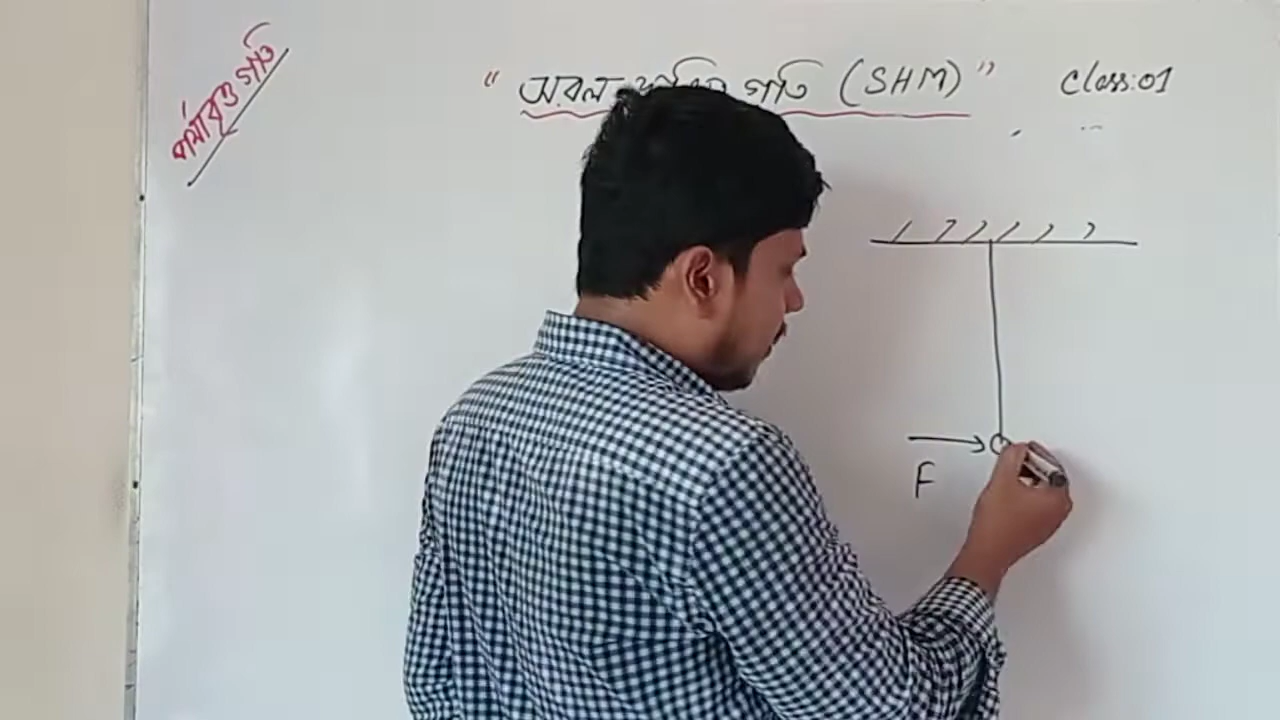 পর্যাবৃত্ত গতি
" সরল গতি (SHM) "
Class: 01
F